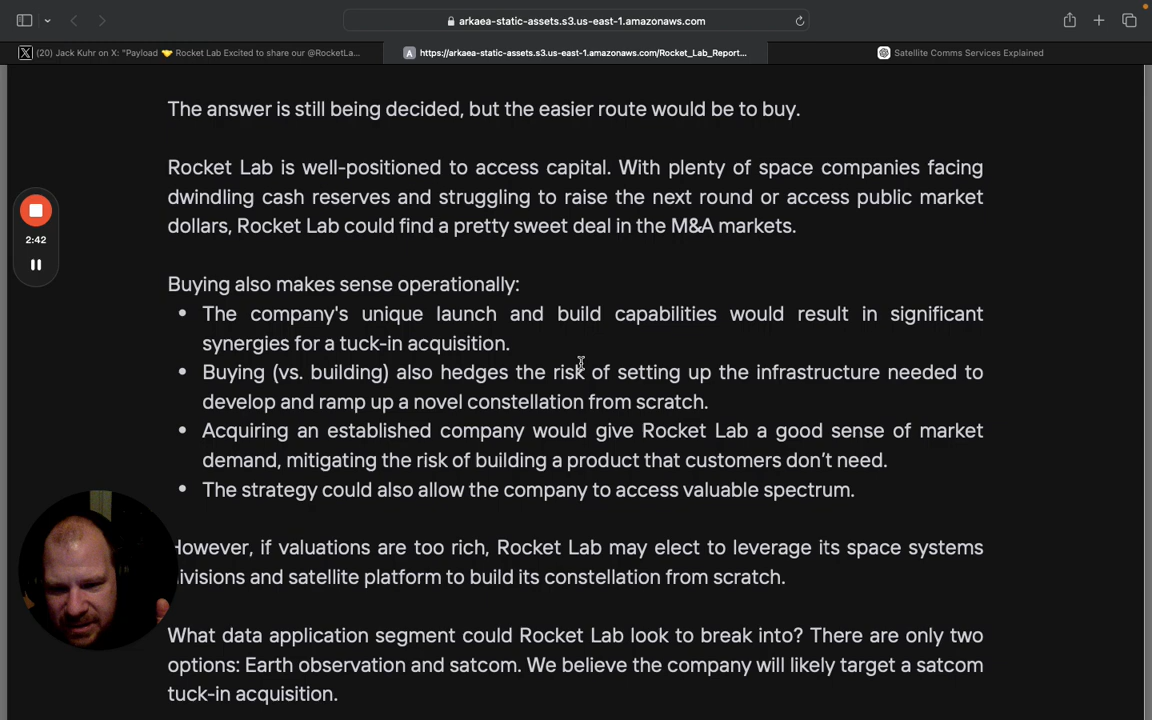 arkaea-static-assets.s3.us-east-1.amazonaws.com
(20) Jack Kuhr on X: "Payload 🤝 Rocket Lab Excited to share our @RocketLa...
A https://arkaea-static-assets.s3.us-east-1.amazonaws.com/Rocket_Lab_Report...
Satellite Comms Services Explained
The answer is still being decided, but the easier route would be to buy.
Rocket Lab is well-positioned to access capital. With plenty of space companies facing
dwindling cash reserves and struggling to raise the next round or access public market
dollars, Rocket Lab could find a pretty sweet deal in the M&A markets.
2:42
Buying also makes sense operationally:
• The company's unique launch and build capabilities would result in significant
synergies for a tuck-in acquisition.
• Buying (vs. building) also hedges the risk of setting up the infrastructure needed to
develop and ramp up a novel constellation from scratch.
• Acquiring an established company would give Rocket Lab a good sense of market
demand, mitigating the risk of building a product that customers don't need.
• The strategy could also allow the company to access valuable spectrum.
However, if valuations are too rich, Rocket Lab may elect to leverage its space systems
divisions and satellite platform to build its constellation from scratch.
What data application segment could Rocket Lab look to break into? There are only two
options: Earth observation and satcom. We believe the company will likely target a satcom
tuck-in acquisition.